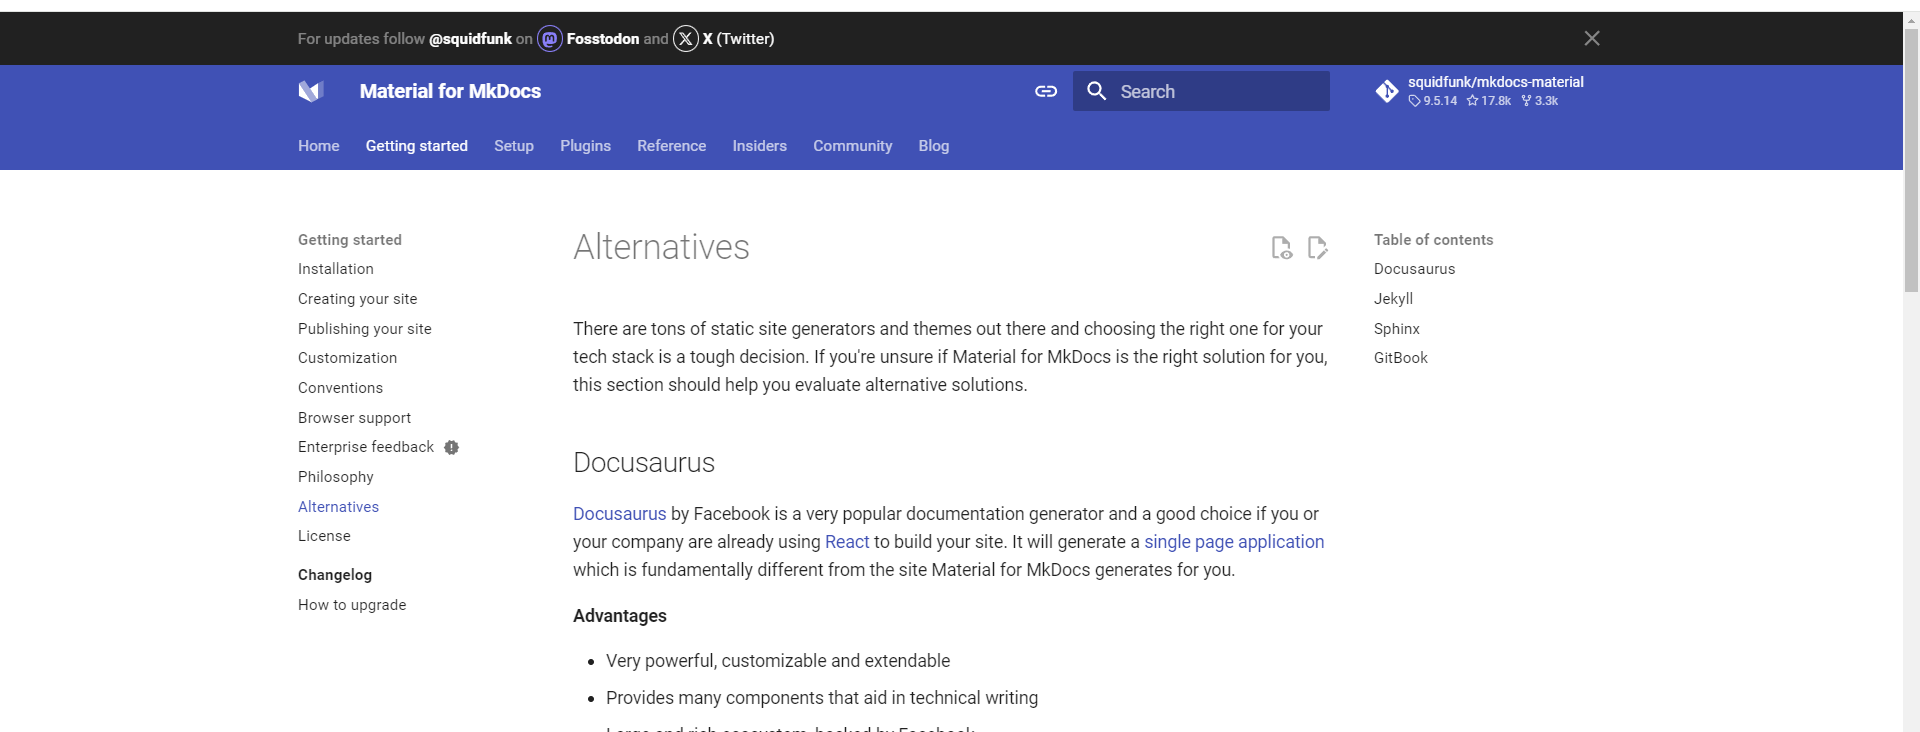 For updates follow @squidfunk on Fosstodon and X (Twitter)
Material for MkDocs
Search
squidfunk/mkdocs-material
9.5.14 17.8k 3.3k
Home Getting started Setup Plugins Reference Insiders Community Blog
Getting started
Installation
Creating your site
Publishing your site
Customization
Conventions
Browser support
Enterprise feedback
Philosophy
Alternatives
License
Changelog
How to upgrade
Alternatives
There are tons of static site generators and themes out there and choosing the right one for your
tech stack is a tough decision. If you're unsure if Material for MkDocs is the right solution for you,
this section should help you evaluate alternative solutions.
Docusaurus
Docusaurus by Facebook is a very popular documentation generator and a good choice if you or
your company are already using React to build your site. It will generate a single page application
which is fundamentally different from the site Material for MkDocs generates for you.
Advantages
Very powerful, customizable and extendable
Provides many components that aid in technical writing
Large and rich ecosystem, backed by Facebook
Table of contents
Docusaurus
Jekyll
Sphinx
GitBook